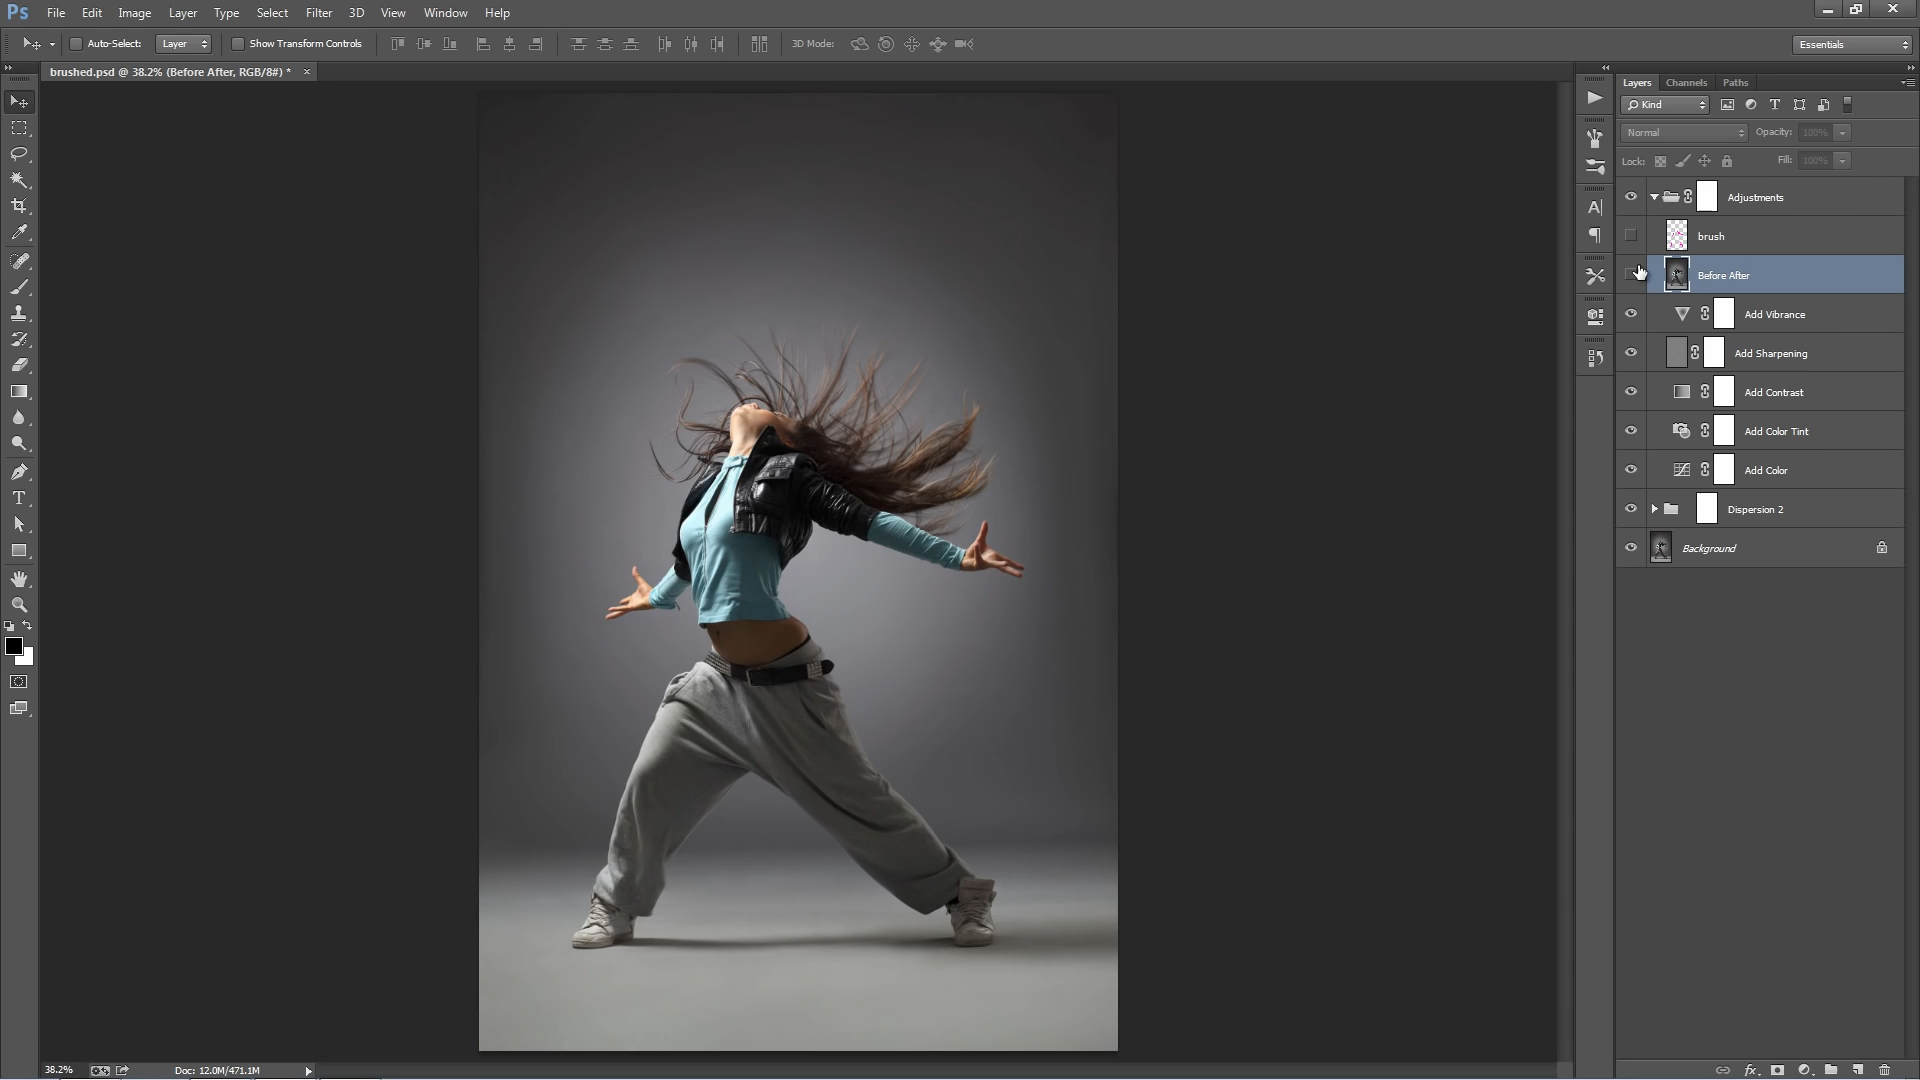 Ps File Edit Image Layer Type Select Filter 3D View Window Help
Auto-Select: Layer Show Transform Controls 3D Mode: Essentials
brushed.psd @ 38.2% (Before After, RGB/8#) * ×
Layers Channels Paths
Kind
Normal Opacity: 100%
Lock: Fill: 100%
Adjustments
brush
Before After
Add Vibrance
Add Sharpening
Add Contrast
Add Color Tint
Add Color
Dispersion 2
Background
38.2% Doc: 12.0M/471.1M